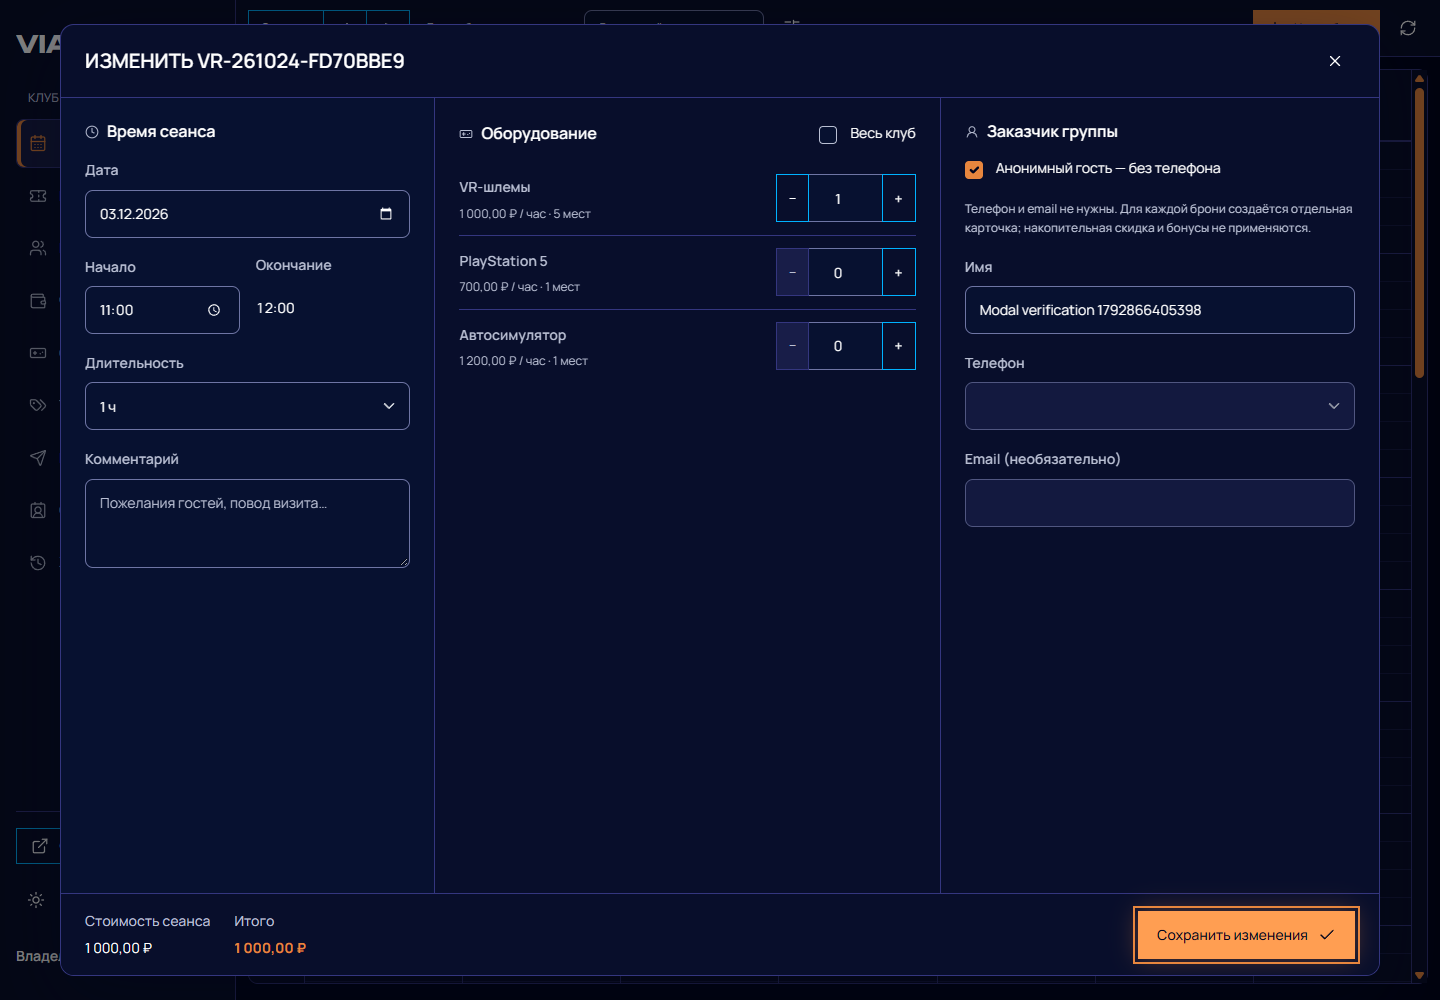 VIA
КЛУБ
Владел
ИЗМЕНИТЬ VR-261024-FD70BBE9
Время сеанса
Дата
03.12.2026
Начало
Окончание
11:00
12:00
Длительность
1 ч
Комментарий
Пожелания гостей, повод визита...
Оборудование
Весь клуб
VR-шлемы
1 000,00 ₽ / час · 5 мест
− 1 +
PlayStation 5
700,00 ₽ / час · 1 мест
− 0 +
Автосимулятор
1 200,00 ₽ / час · 1 мест
− 0 +
Заказчик группы
Анонимный гость — без телефона
Телефон и email не нужны. Для каждой брони создаётся отдельная
карточка; накопительная скидка и бонусы не применяются.
Имя
Modal verification 1792866405398
Телефон
Email (необязательно)
Стоимость сеанса
1 000,00 ₽
Итого
1 000,00 ₽
Сохранить изменения